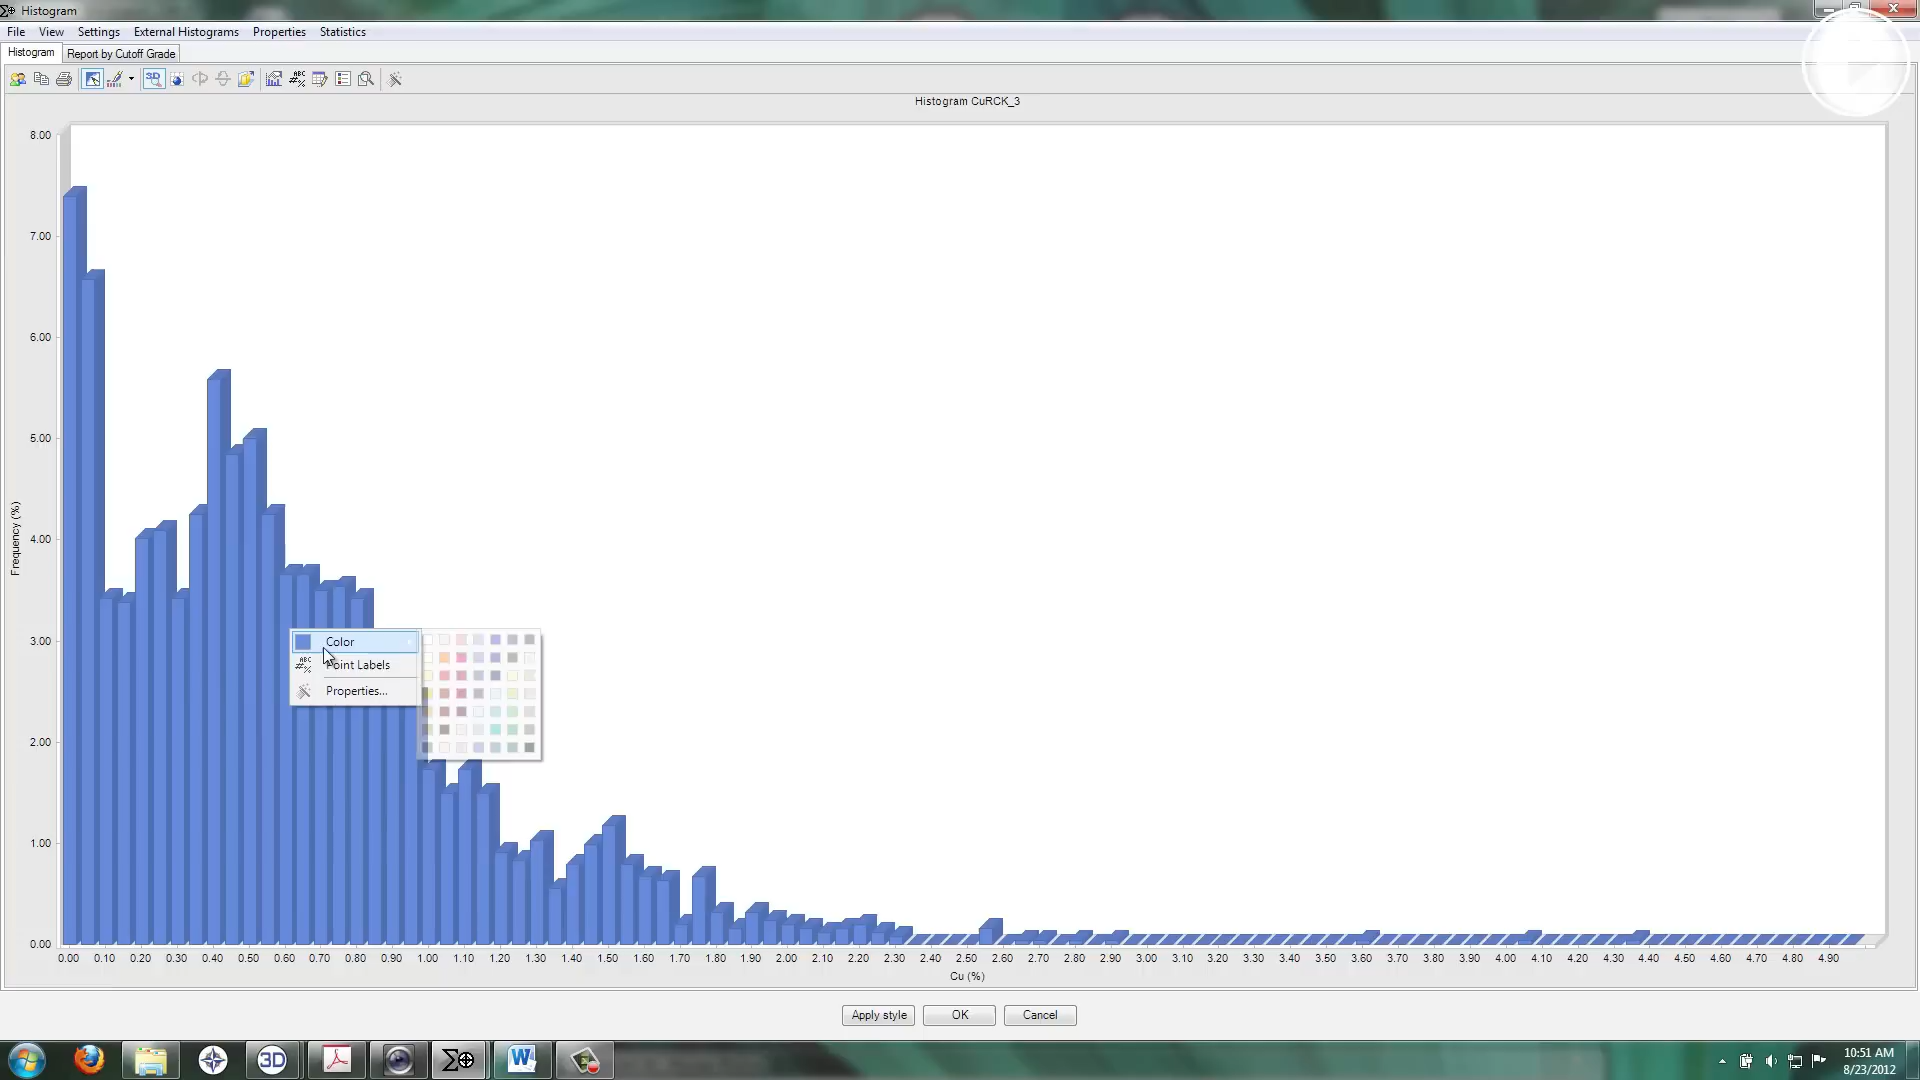 Histogram
File View Settings External Histograms Properties Statistics
Histogram Report by Cutoff Grade
3D ABC
Histogram CuRCK_3
8.00
7.00
6.00
5.00
4.00
3.00
2.00
1.00
0.00
Frequency (%)
Color
Point Labels
Properties...
0.00 0.10 0.20 0.30 0.40 0.50 0.60 0.70 0.80 0.90 1.00 1.10 1.20 1.30 1.40 1.50 1.60 1.70 1.80 1.90 2.00 2.10 2.20 2.30 2.40 2.50 2.60 2.70 2.80 2.90 3.00 3.10 3.20 3.30 3.40 3.50 3.60 3.70 3.80 3.90 4.00 4.10 4.20 4.30 4.40 4.50 4.60 4.70 4.80 4.90
Cu (%)
Apply style OK Cancel
3D W
10:51 AM
8/23/2012